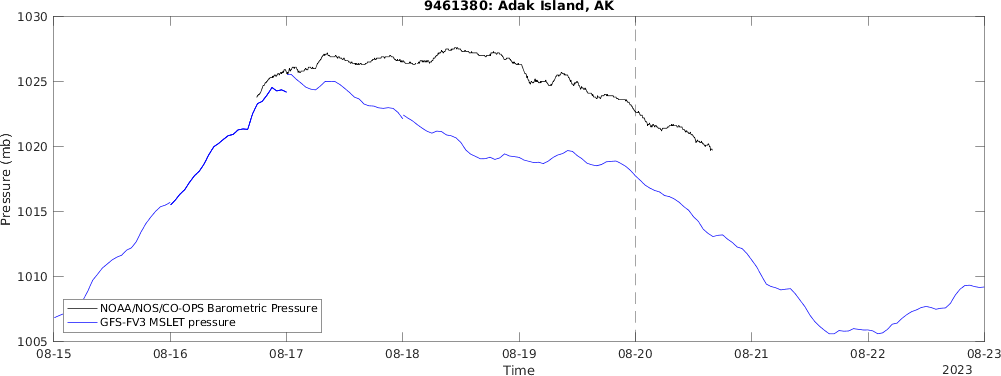 9461380: Adak Island, AK
1030
1025
1020
1015
1010
1005
Pressure (mb)
NOAA/NOS/CO-OPS Barometric Pressure
GFS-FV3 MSLET pressure
08-15 08-16 08-17 08-18 08-19 08-20 08-21 08-22 08-23
Time
2023